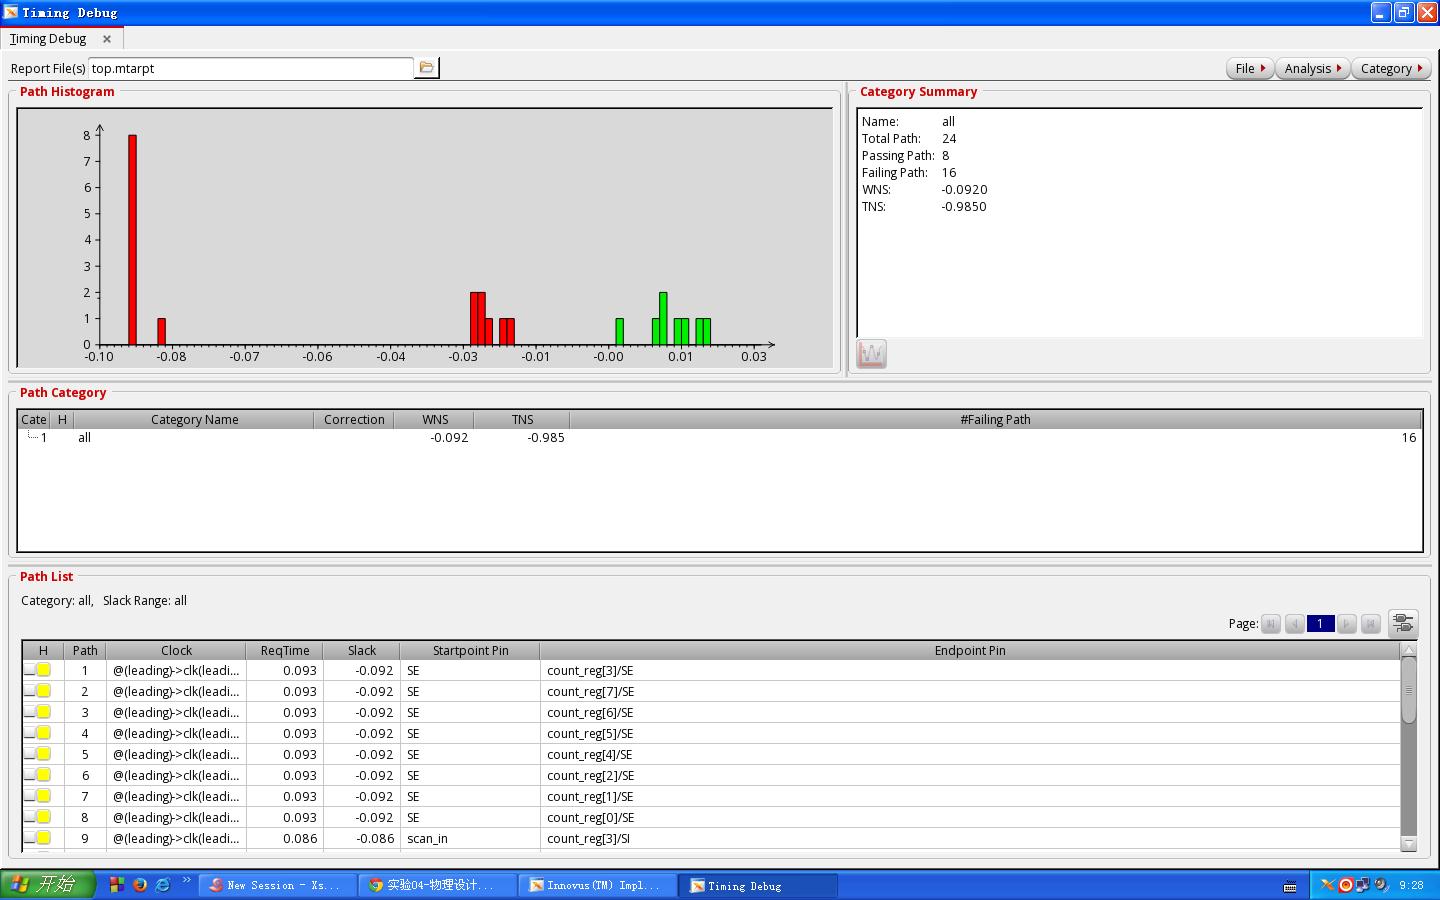 Timing Debug
Timing Debug
Report File(s) top.mtarpt
File Analysis Category
Path Histogram
8
7
6
5
4
3
2
1
0
-0.10 -0.08 -0.07 -0.06 -0.04 -0.03 -0.01 -0.00 0.01 0.03
Category Summary
Name: all
Total Path: 24
Passing Path: 8
Failing Path: 16
WNS: -0.0920
TNS: -0.9850
Path Category
Cate H Category Name Correction WNS TNS #Failing Path
1 all -0.092 -0.985 16
Path List
Category: all, Slack Range: all
Page: 1
H Path Clock ReqTime Slack Startpoint Pin Endpoint Pin
1 @(leading)->clk(leadi... 0.093 -0.092 SE count_reg[3]/SE
2 @(leading)->clk(leadi... 0.093 -0.092 SE count_reg[7]/SE
3 @(leading)->clk(leadi... 0.093 -0.092 SE count_reg[6]/SE
4 @(leading)->clk(leadi... 0.093 -0.092 SE count_reg[5]/SE
5 @(leading)->clk(leadi... 0.093 -0.092 SE count_reg[4]/SE
6 @(leading)->clk(leadi... 0.093 -0.092 SE count_reg[2]/SE
7 @(leading)->clk(leadi... 0.093 -0.092 SE count_reg[1]/SE
8 @(leading)->clk(leadi... 0.093 -0.092 SE count_reg[0]/SE
9 @(leading)->clk(leadi... 0.086 -0.086 scan_in count_reg[3]/SI
开始 New Session - Xs... 实验04-物理设计... Innovus(TM) Impl... Timing Debug 9:28